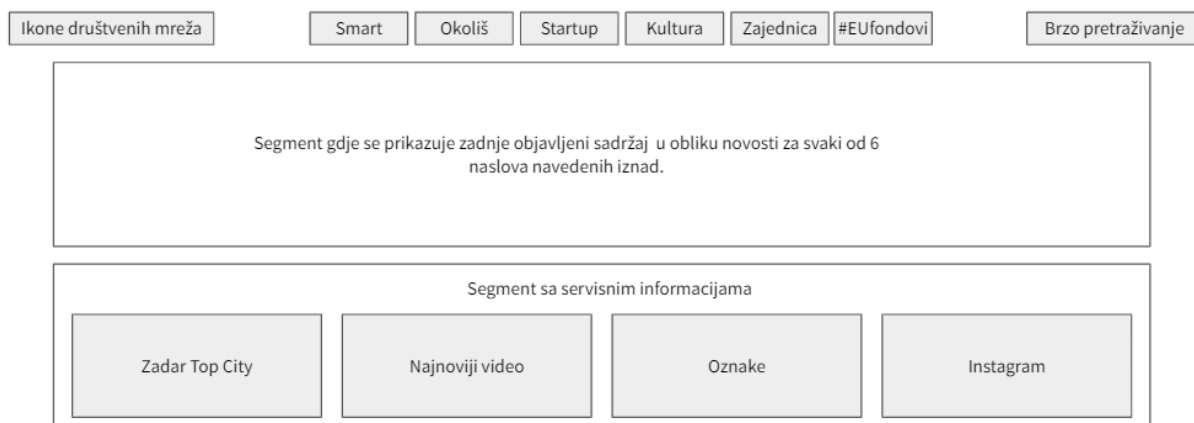 Ikone društvenih mreža
Smart
Okoliš
Startup
Kultura
Zajednica
#EUfondovi
Brzo pretraživanje
Segment gdje se prikazuje zadnje objavljeni sadržaj u obliku novosti za svaki od 6
naslova navedenih iznad.
Segment sa servisnim informacijama
Zadar Top City
Najnoviji video
Oznake
Instagram